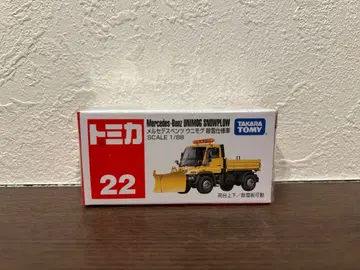 トミカ
22
Mercedes-Benz UNIMOG SNOWPLOW
メルセデスベンツ ウニモグ 除雪仕様車
SCALE 1/88
TAKARA
TOMY
荷台上下/除雪板可動